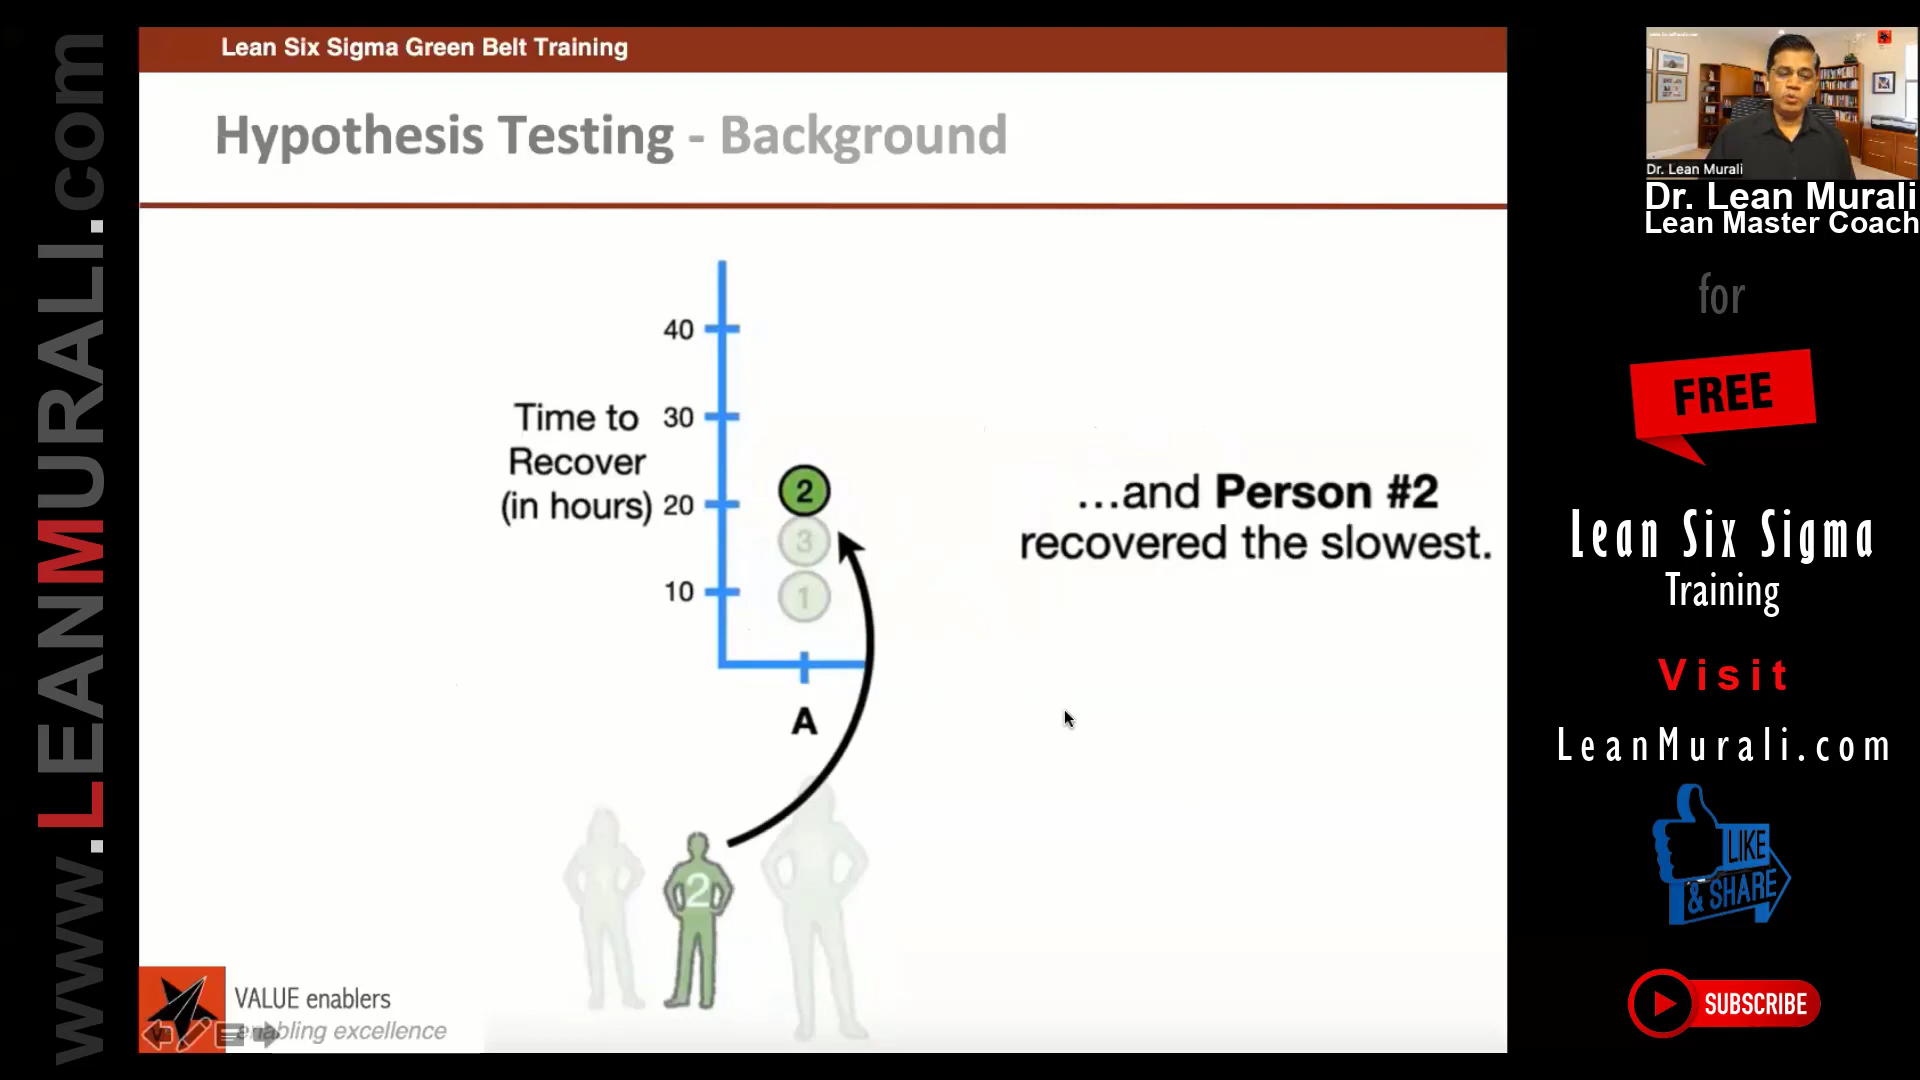 www.LEANMURALI.com
Lean Six Sigma Green Belt Training
Hypothesis Testing - Background
40
30
20
10
Time to
Recover
(in hours)
2
3
1
A
...and Person #2
recovered the slowest.
2
VALUE enablers
enabling excellence
Dr. Lean Murali
Dr. Lean Murali
Lean Master Coach
for
FREE
Lean Six Sigma
Training
Visit
LeanMurali.com
LIKE
& SHARE
SUBSCRIBE